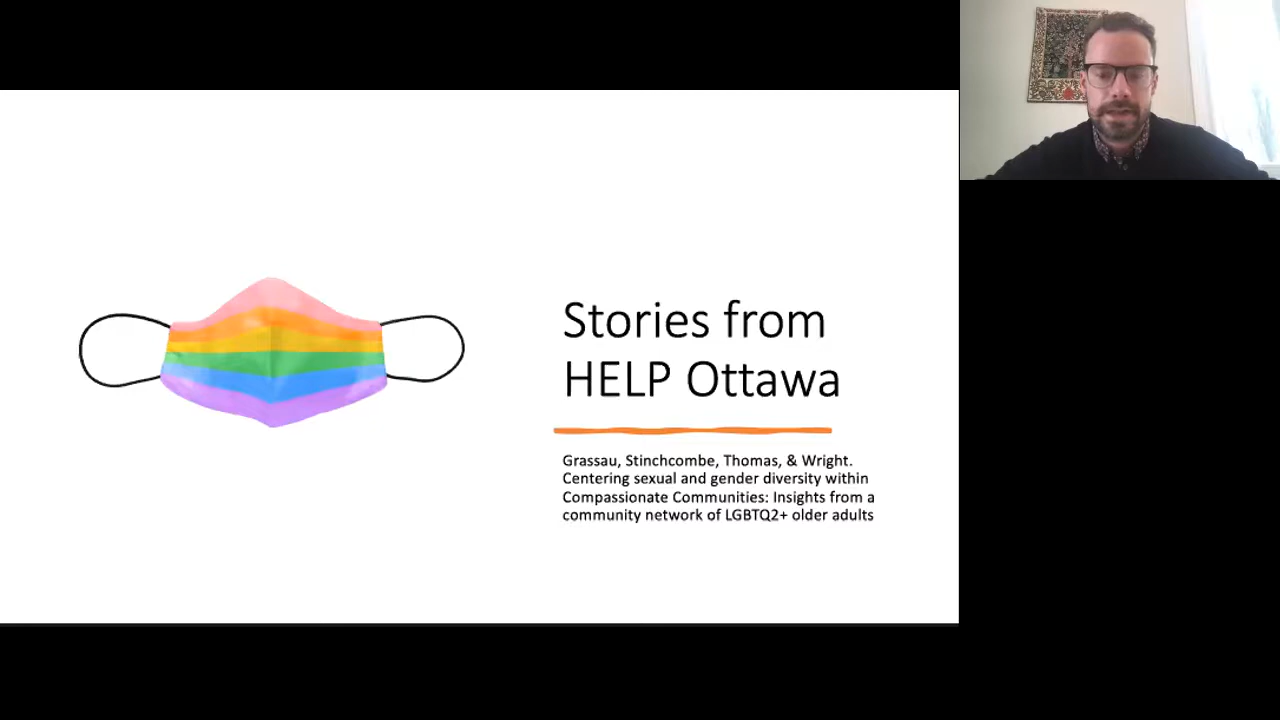 Stories from
HELP Ottawa
Grassau, Stinchcombe, Thomas, & Wright.
Centering sexual and gender diversity within
Compassionate Communities: Insights from a
community network of LGBTQ2+ older adults